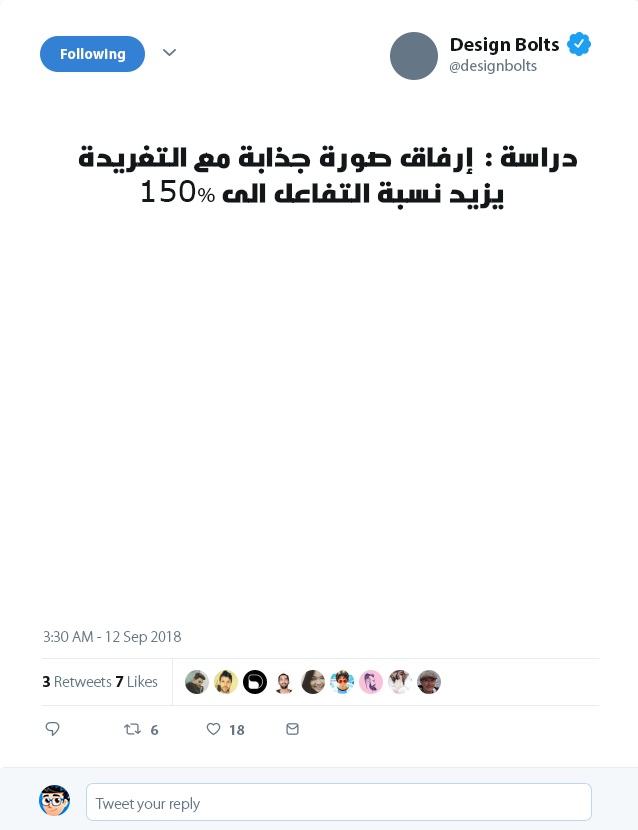 Following
Design Bolts
@designbolts
دراسة : إرفاق صورة جذابة مع التغريدة
يزيد نسبة التفاعل الى 150%
3:30 AM - 12 Sep 2018
3 Retweets 7 Likes
6
18
Tweet your reply